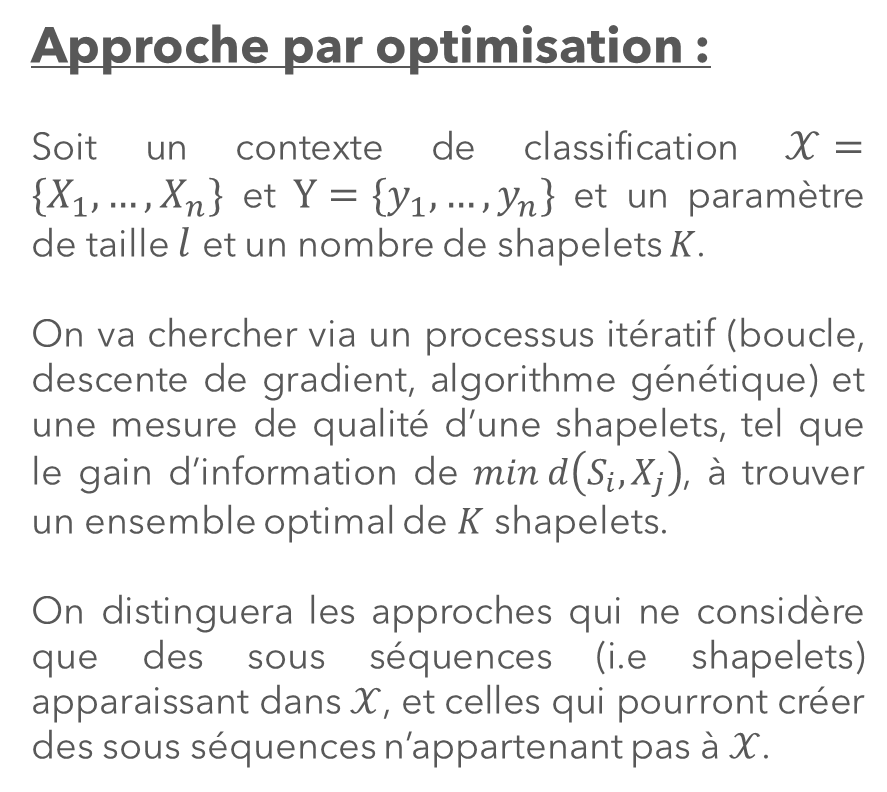 Approche par optimisation :
Soit un contexte de classification 𝒳 =
{X₁, … , Xₙ} et Y = {y₁, … , yₙ} et un paramètre
de taille l et un nombre de shapelets K.
On va chercher via un processus itératif (boucle,
descente de gradient, algorithme génétique) et
une mesure de qualité d’une shapelets, tel que
le gain d’information de min d(Sᵢ, Xⱼ), à trouver
un ensemble optimal de K shapelets.
On distinguera les approches qui ne considère
que des sous séquences (i.e shapelets)
apparaissant dans 𝒳, et celles qui pourront créer
des sous séquences n’appartenant pas à 𝒳.